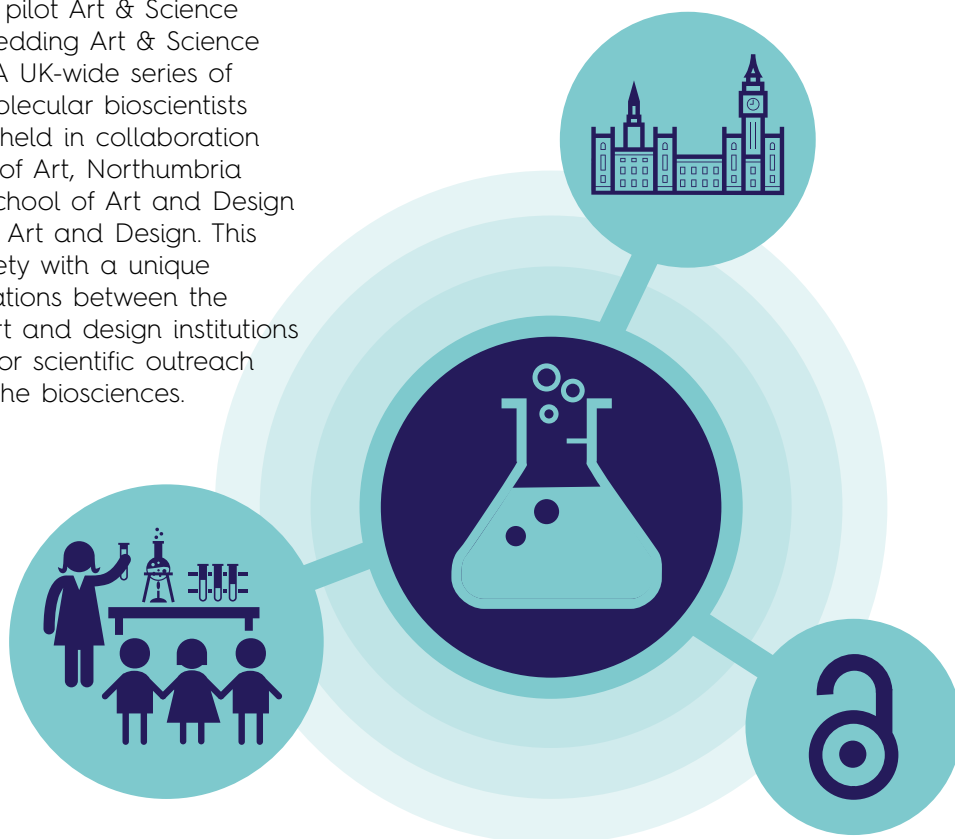 pilot Art & Science
edding Art & Science
A UK-wide series of
olecular bioscientists
held in collaboration
of Art, Northumbria
chool of Art and Design
Art and Design. This
ety with a unique
ations between the
rt and design institutions
or scientific outreach
he biosciences.